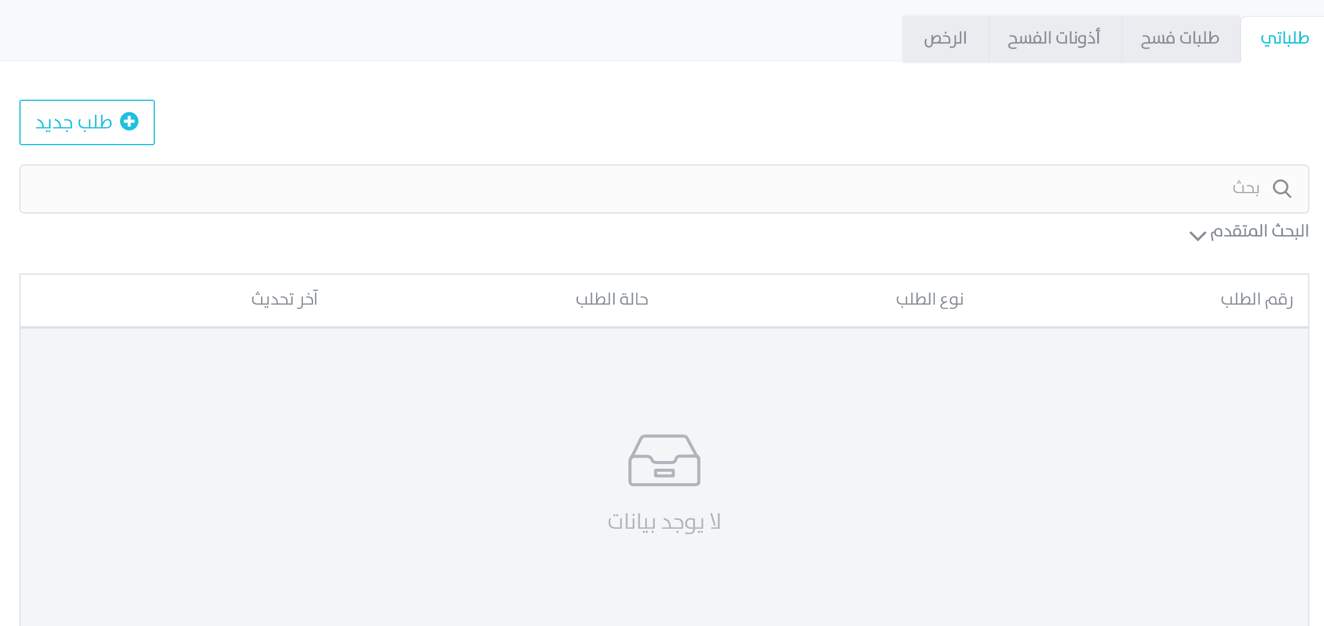 طلباتي طلبات فسح أذونات الفسح الرخص
طلب جديد
بحث
البحث المتقدم
رقم الطلب نوع الطلب حالة الطلب آخر تحديث
لا يوجد بيانات